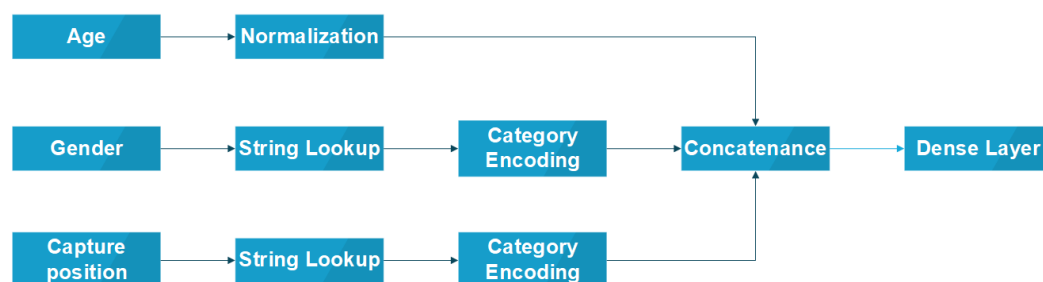 Age
Normalization
Gender
String Lookup
Category
Encoding
Concatenance
Dense Layer
Capture
position
String Lookup
Category
Encoding